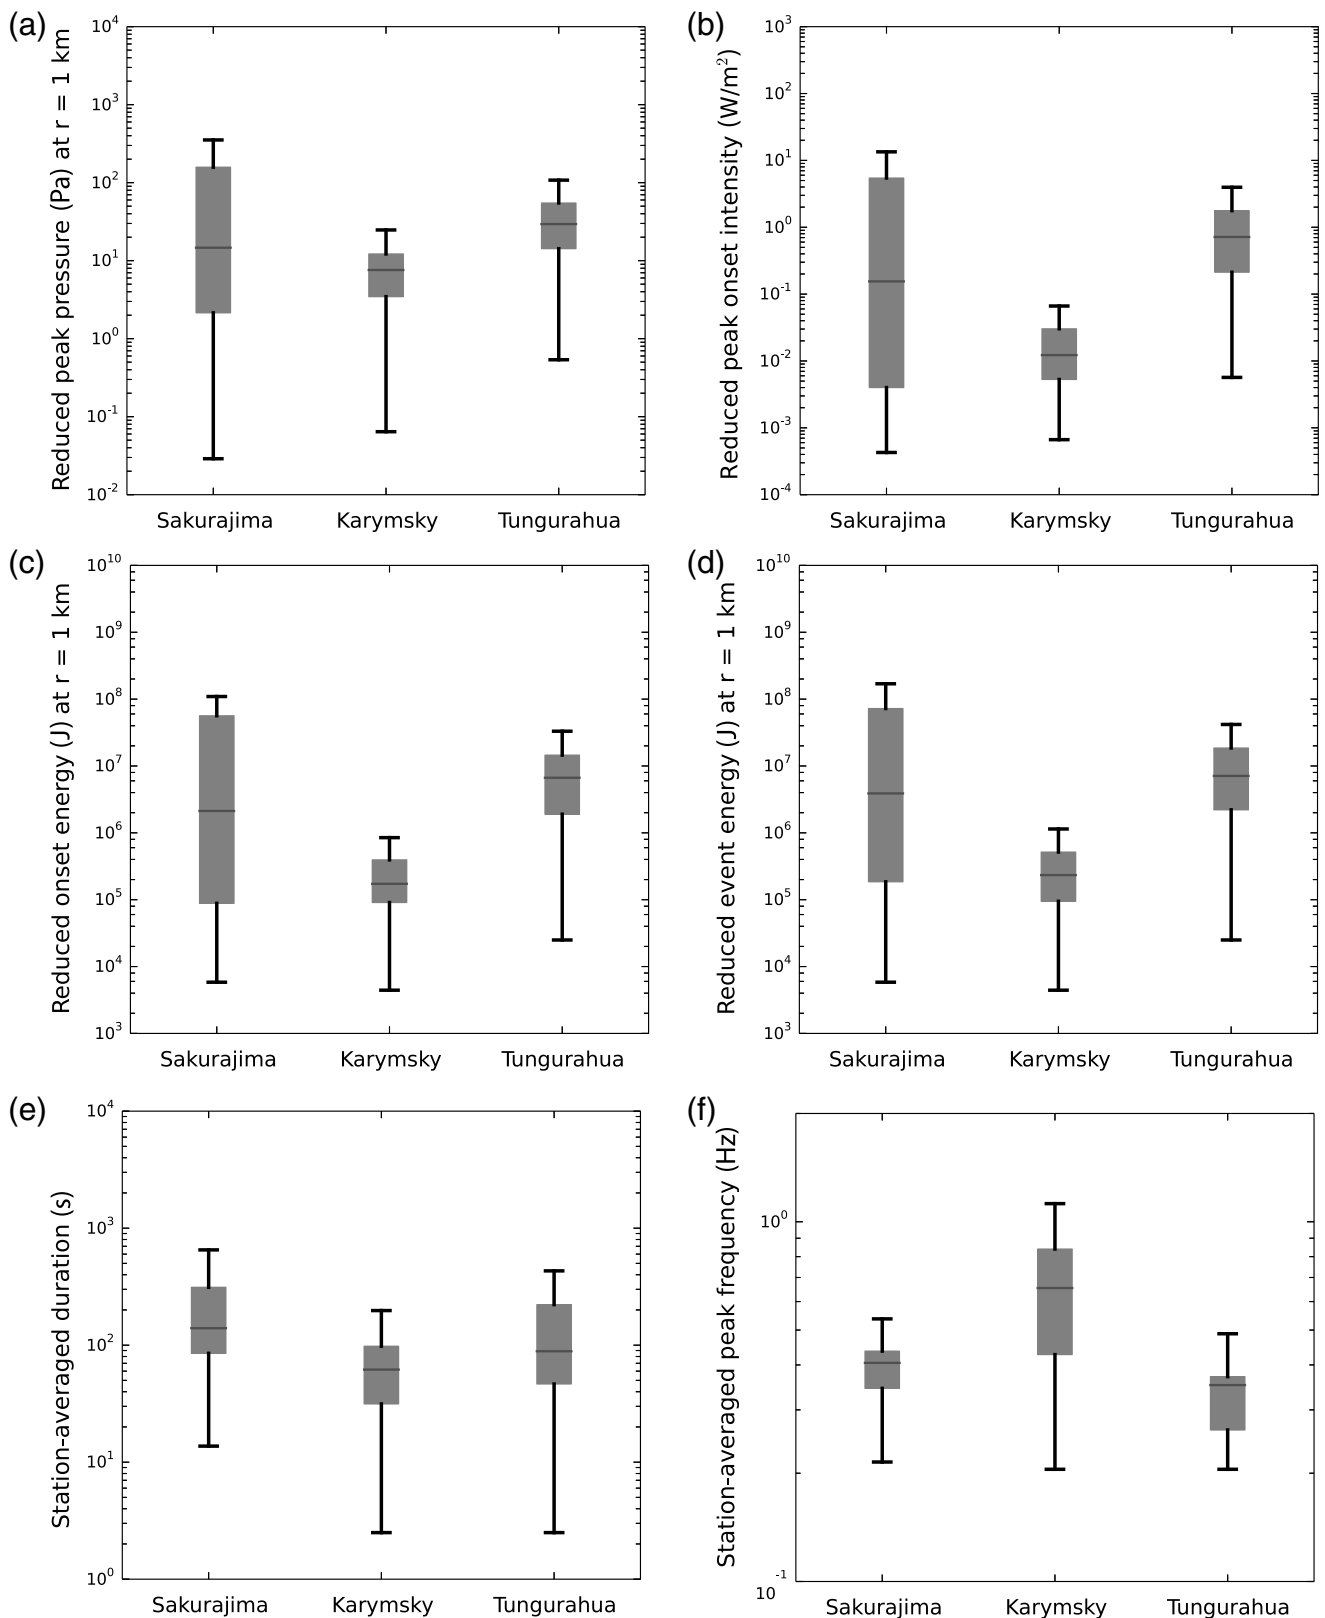 (a)
Reduced peak pressure (Pa) at r = 1 km
10^4
10^3
10^2
10^1
10^0
10^-1
10^-2
Sakurajima Karymsky Tungurahua
(b)
Reduced peak onset intensity (W/m^2)
10^3
10^2
10^1
10^0
10^-1
10^-2
10^-3
10^-4
Sakurajima Karymsky Tungurahua
(c)
Reduced onset energy (J) at r = 1 km
10^10
10^9
10^8
10^7
10^6
10^5
10^4
10^3
Sakurajima Karymsky Tungurahua
(d)
Reduced event energy (J) at r = 1 km
10^10
10^9
10^8
10^7
10^6
10^5
10^4
10^3
Sakurajima Karymsky Tungurahua
(e)
Station-averaged duration (s)
10^4
10^3
10^2
10^1
10^0
Sakurajima Karymsky Tungurahua
(f)
Station-averaged peak frequency (Hz)
10^0
10^-1
Sakurajima Karymsky Tungurahua